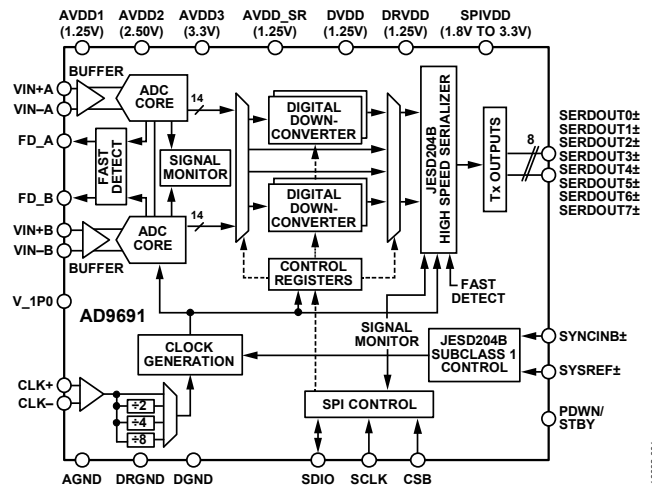 AVDD1 AVDD2 AVDD3 AVDD_SR DVDD DRVDD SPIVDD
(1.25V) (2.50V) (3.3V) (1.25V) (1.25V) (1.25V) (1.8V TO 3.3V)
BUFFER
VIN+A
VIN–A
ADC
CORE
14
DIGITAL
DOWN-
CONVERTER
JESD204B
HIGH SPEED SERIALIZER
Tx OUTPUTS
8
SERDOUT0±
SERDOUT1±
SERDOUT2±
SERDOUT3±
SERDOUT4±
SERDOUT5±
SERDOUT6±
SERDOUT7±
FD_A
FAST
DETECT
SIGNAL
MONITOR
FD_B
VIN+B
VIN–B
BUFFER
ADC
CORE
14
DIGITAL
DOWN-
CONVERTER
CONTROL
REGISTERS
FAST
DETECT
V_1P0
AD9691
CLOCK
GENERATION
SIGNAL
MONITOR
JESD204B
SUBCLASS 1
CONTROL
SYNCINB±
SYSREF±
CLK+
CLK–
÷2
÷4
÷8
SPI CONTROL
PDWN/
STBY
AGND DRGND DGND SDIO SCLK CSB